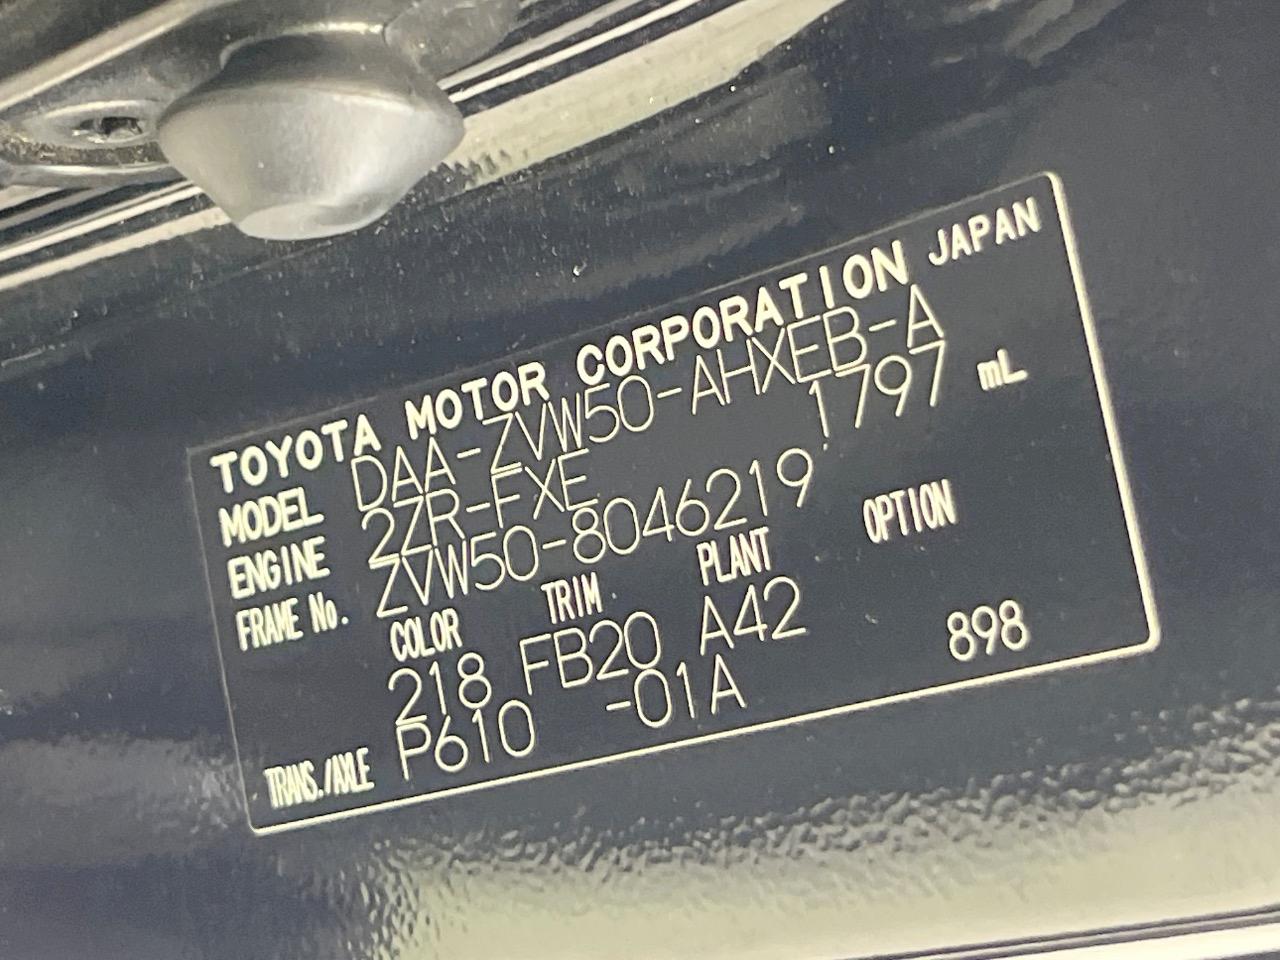 TOYOTA MOTOR CORPORATION JAPAN
MODEL DAA-ZVW50-AHXEB-A
ENGINE 2ZR-FXE 1797 mL
FRAME No. ZVW50-8046219
COLOR TRIM PLANT OPTION
218 FB20 A42
TRANS./AXLE P610 -01A 898